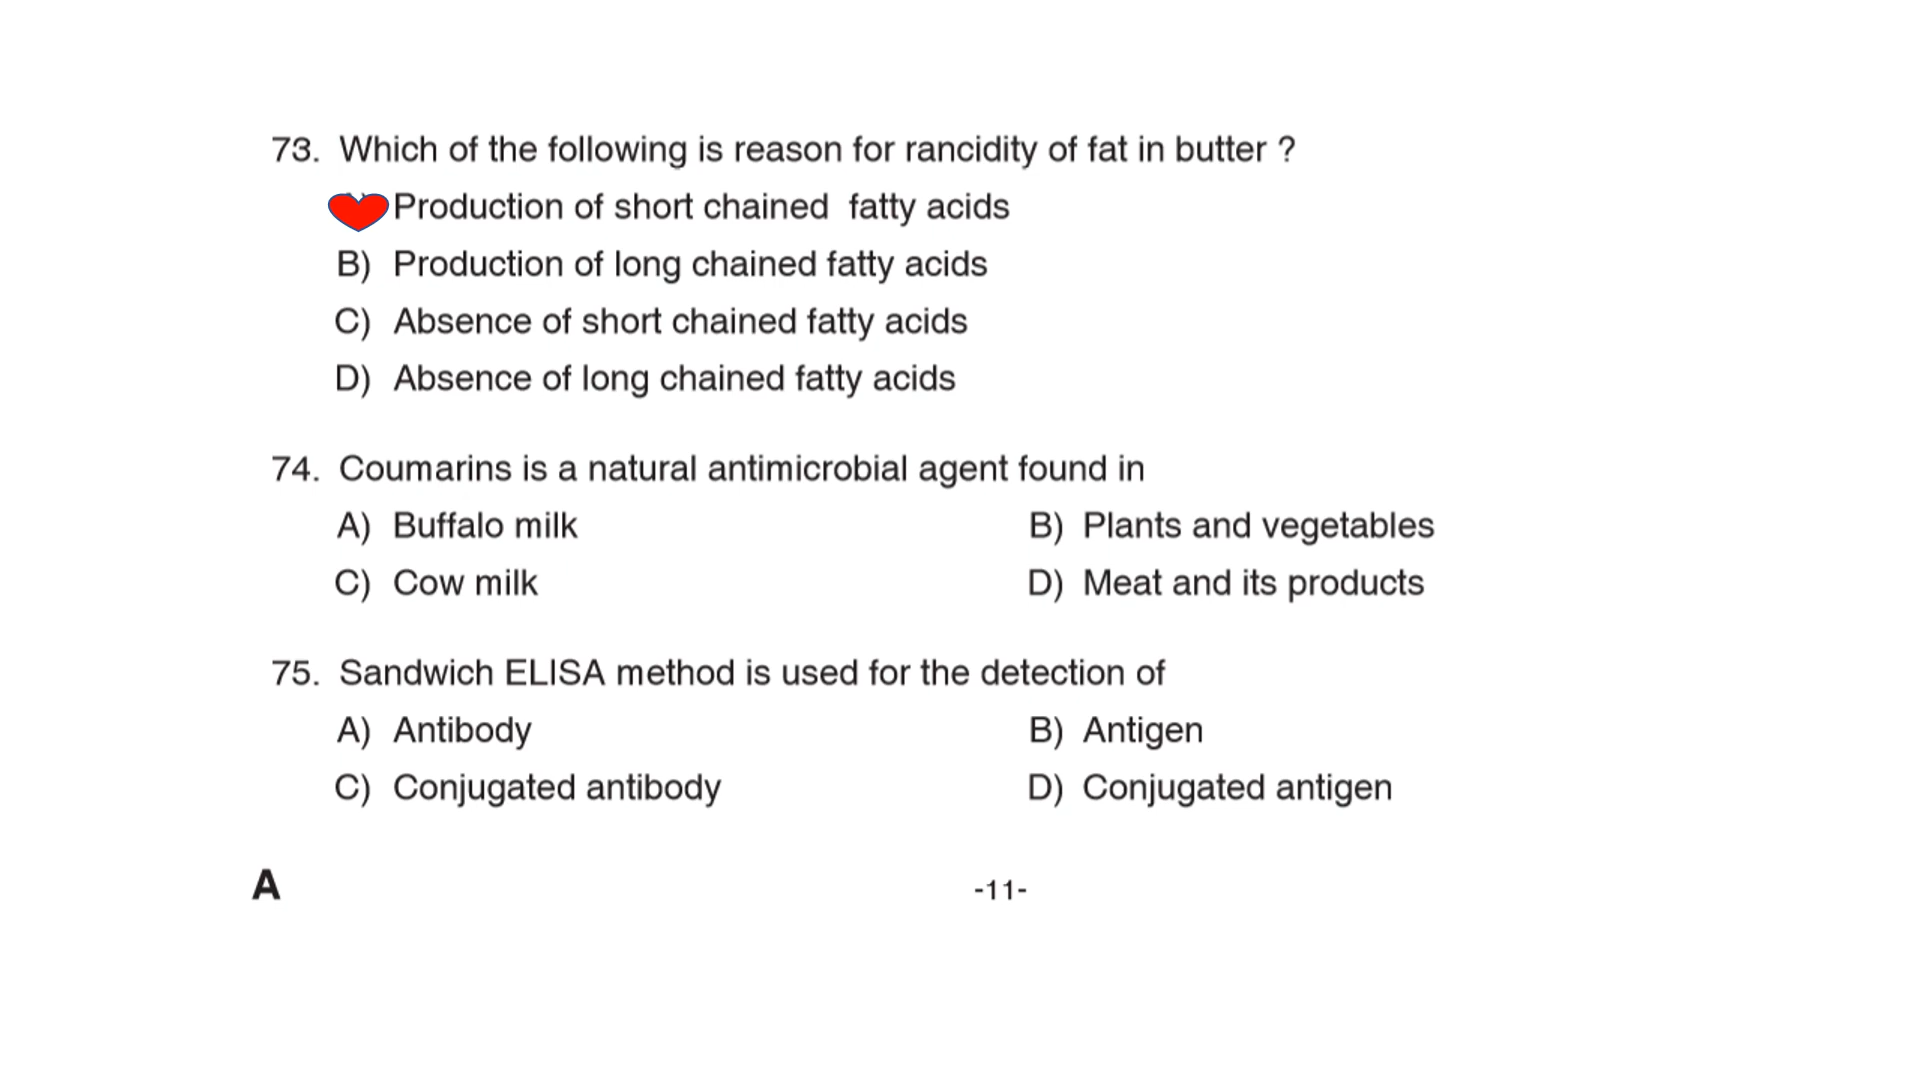 73. Which of the following is reason for rancidity of fat in butter ?
Production of short chained fatty acids
B) Production of long chained fatty acids
C) Absence of short chained fatty acids
D) Absence of long chained fatty acids
74. Coumarins is a natural antimicrobial agent found in
A) Buffalo milk B) Plants and vegetables
C) Cow milk D) Meat and its products
75. Sandwich ELISA method is used for the detection of
A) Antibody B) Antigen
C) Conjugated antibody D) Conjugated antigen
A -11-